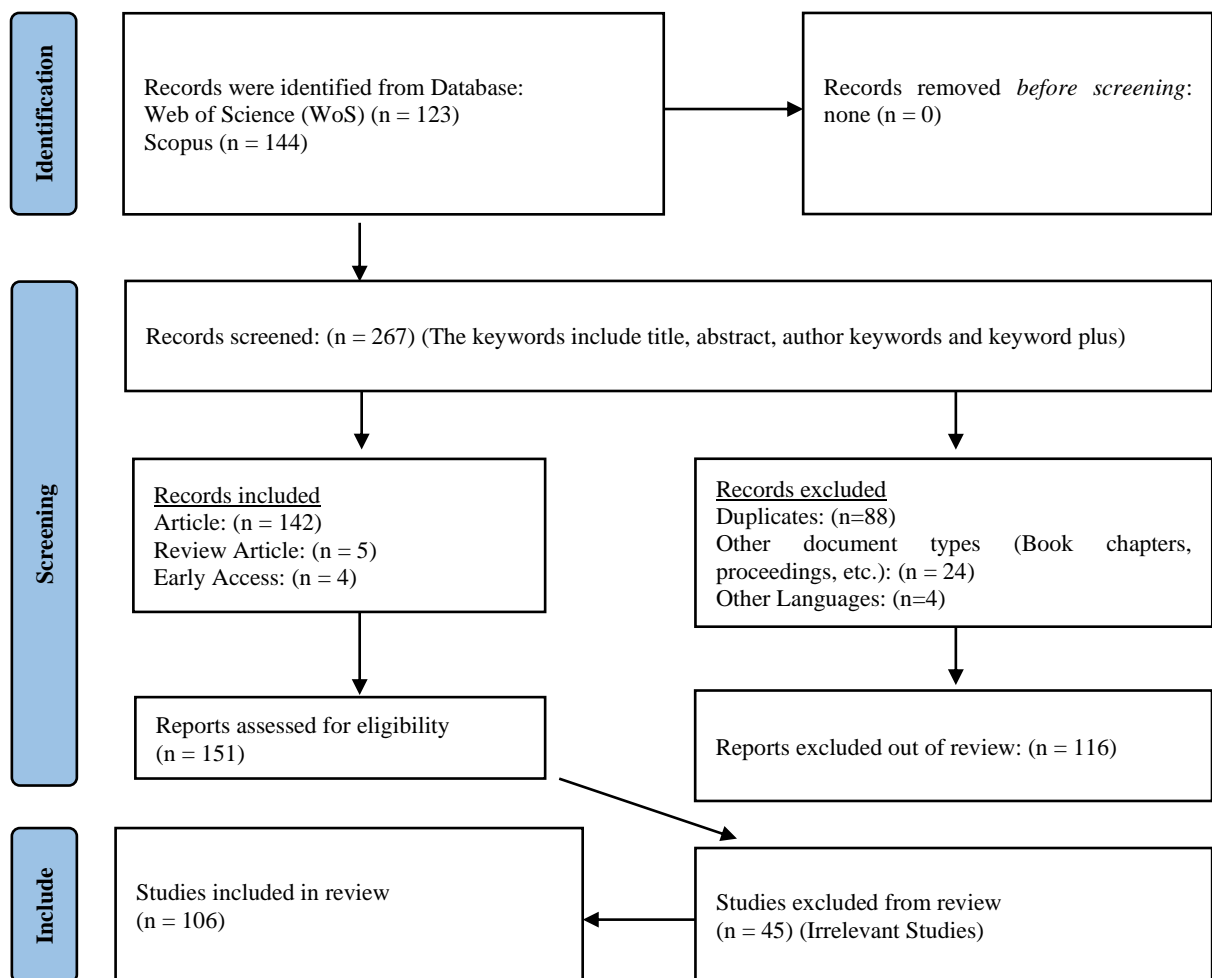 Identification
Records were identified from Database:
Web of Science (WoS) (n = 123)
Scopus (n = 144)
Records removed before screening:
none (n = 0)
Screening
Records screened: (n = 267) (The keywords include title, abstract, author keywords and keyword plus)
Records included
Article: (n = 142)
Review Article: (n = 5)
Early Access: (n = 4)
Records excluded
Duplicates: (n=88)
Other document types (Book chapters,
proceedings, etc.): (n = 24)
Other Languages: (n=4)
Reports assessed for eligibility
(n = 151)
Reports excluded out of review: (n = 116)
Include
Studies included in review
(n = 106)
Studies excluded from review
(n = 45) (Irrelevant Studies)